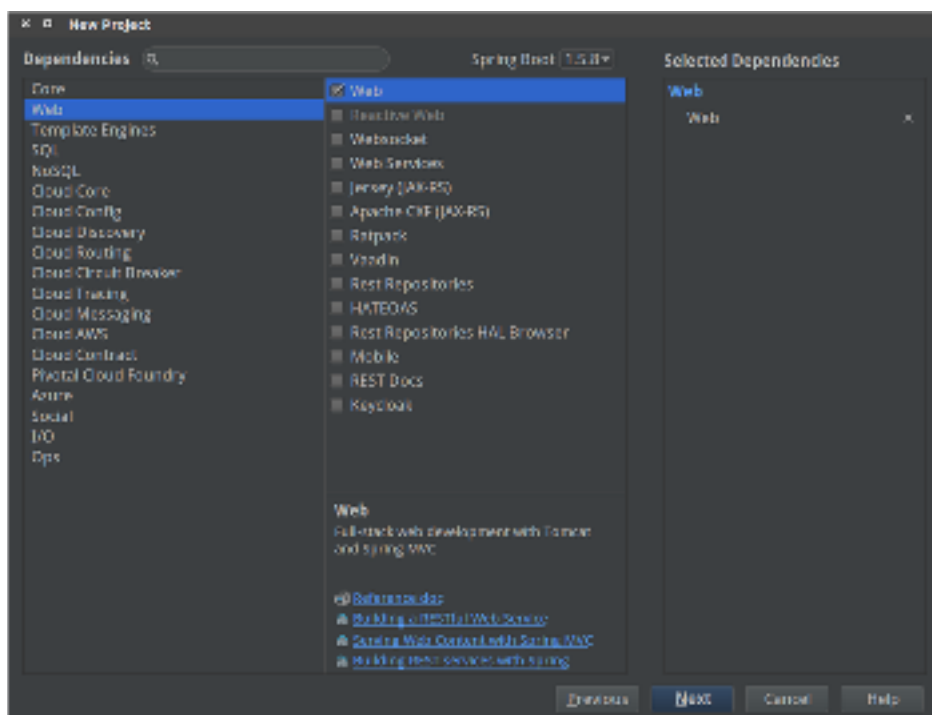 New Project
Dependencies
Spring Boot 1.5.8
Selected Dependencies
Core
Web
Template Engines
SQL
NoSQL
Cloud Core
Cloud Config
Cloud Discovery
Cloud Routing
Cloud Circuit Breaker
Cloud Tracing
Cloud Messaging
Cloud AWS
Cloud Contract
Pivotal Cloud Foundry
Azure
Social
I/O
Ops
Web
Reactive Web
Websocket
Web Services
Jersey (JAX-RS)
Apache CXF (JAX-RS)
Ratpack
Vaadin
Rest Repositories
HATEOAS
Rest Repositories HAL Browser
Mobile
REST Docs
Keycloak
Web
Full-stack web development with Tomcat
and Spring MVC
Reference doc
Building a RESTful Web Service
Serving Web Content with Spring MVC
Building REST services with Spring
Web
Web
Previous
Next
Cancel
Help